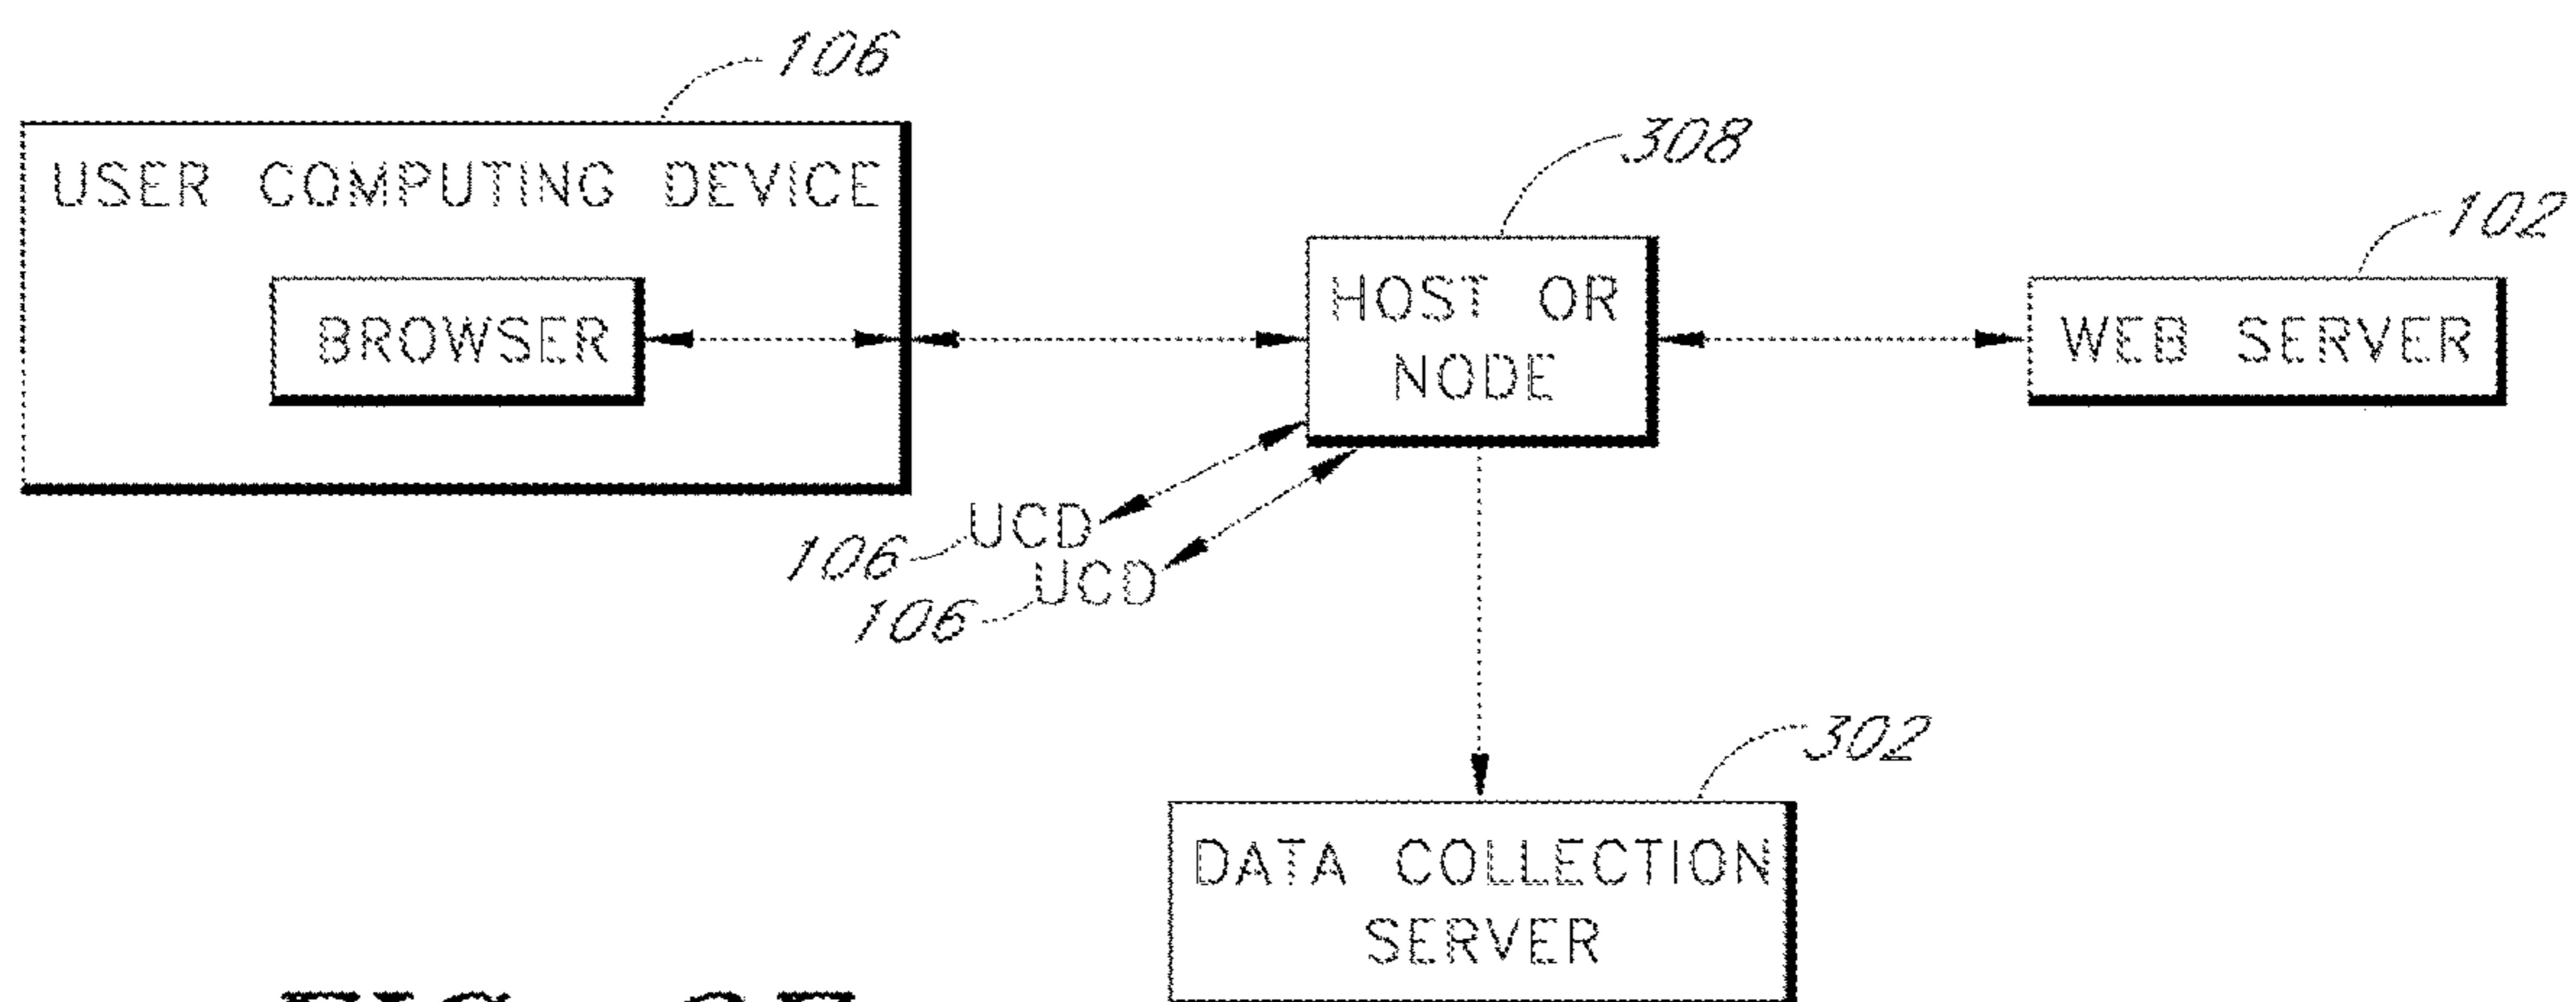 106
308
102
USER COMPUTING DEVICE
HOST OR
NODE
BROWSER
WEB SERVER
UCD
106
UCD
106
302
DATA COLLECTION
SERVER